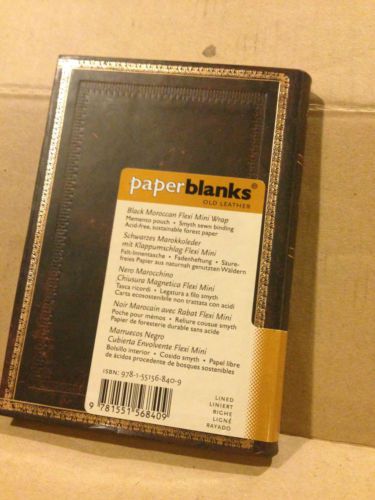 paperblanks®
OLD LEATHER
Black Moroccan Flexi Mini Wrap
Memento pouch • Smyth sewn binding
Acid-free, sustainable forest paper
Schwarzes Marokkoleder
mit Klappumschlag Flexi Mini
Falt-Innentasche • Fadenheftung • Säure-
freies Papier aus naturnah genutzten Wäldern
Nero Marocchino
Chiusura Magnetica Flexi Mini
Tasca ricordi • Legatura a filo smyth
Carta ecosostenibile non trattata con acidi
Noir Marocain avec Rabat Flexi Mini
Poche pour mémos • Reliure cousue smyth
Papier de foresterie durable sans acide
Marruecos Negro
Cubierta Envolvente Flexi Mini
Bolsillo interior • Cosido smyth • Papel libre
de ácidos procedente de bosques sostenibles
ISBN: 978-1-55156-840-9
9 781551 568409
LINED
LINIERT
RIGHE
LIGNÉ
RAYADO